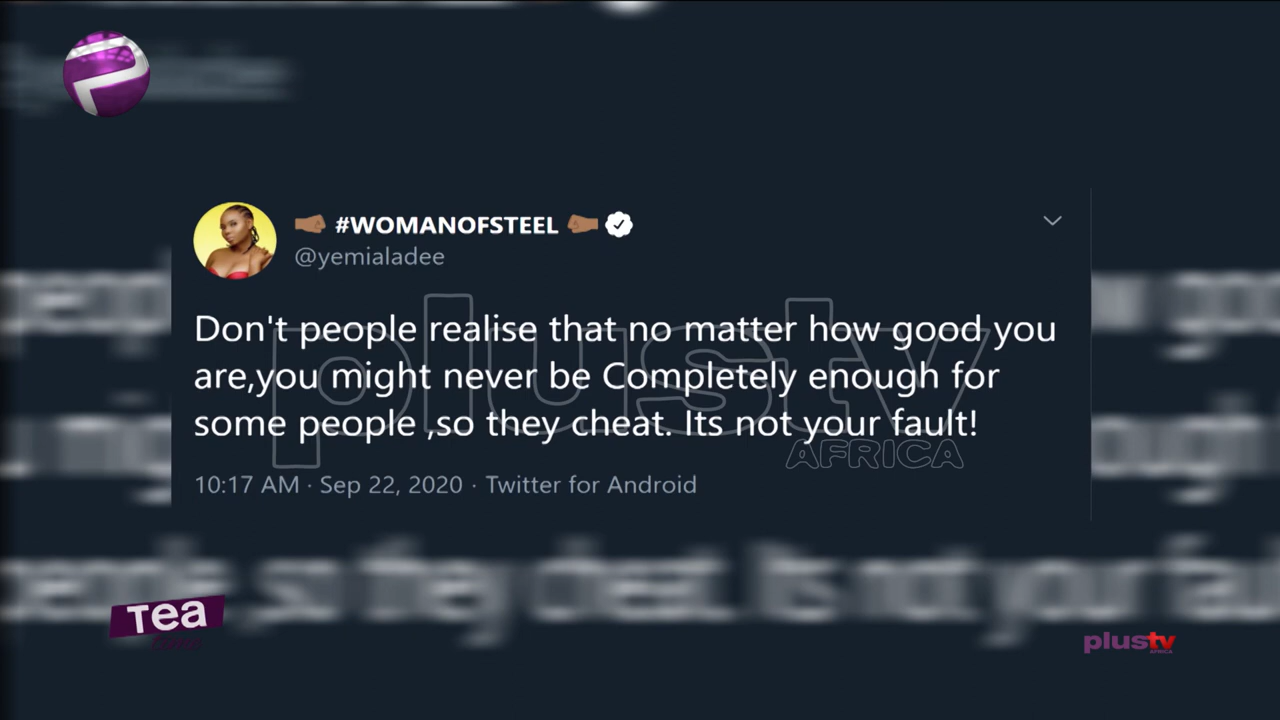 🤜🏾 #WOMANOFSTEEL 🤛🏾
@yemialadee
Don't people realise that no matter how good you
are,you might never be Completely enough for
some people ,so they cheat. Its not your fault!
10:17 AM · Sep 22, 2020 · Twitter for Android
plustv
AFRICA
Tea
plustv
AFRICA